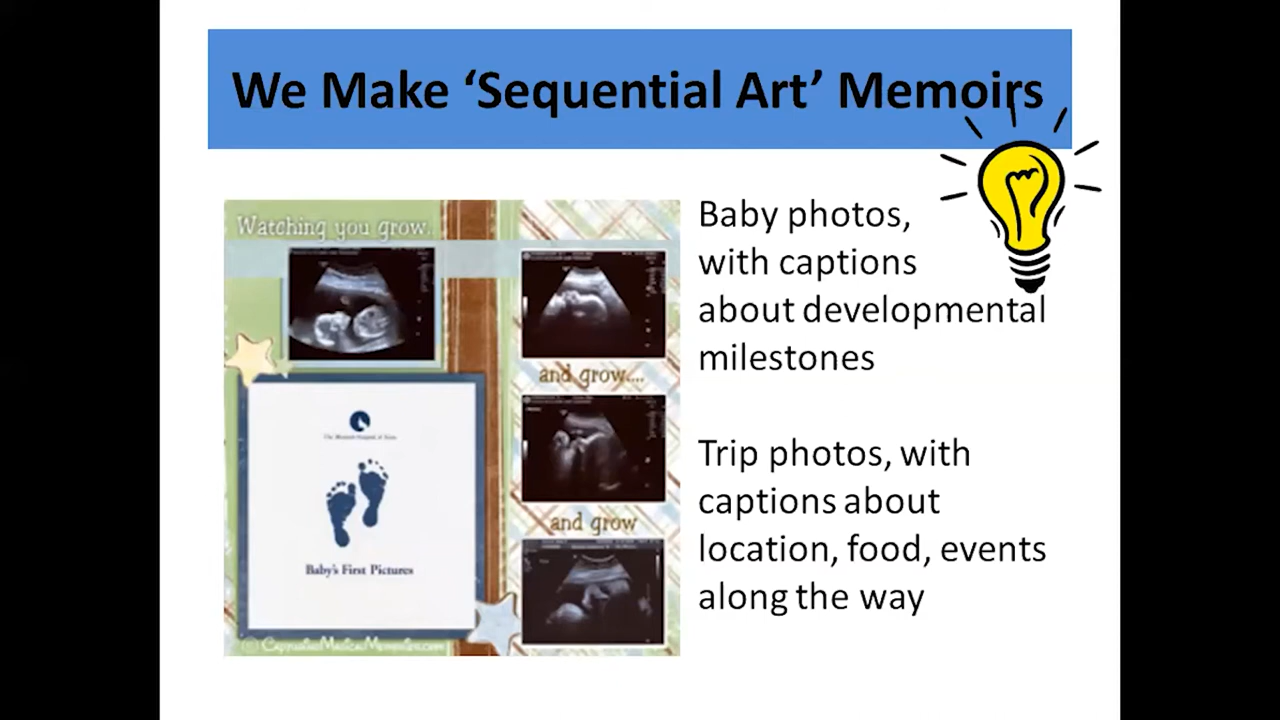 We Make ‘Sequential Art’ Memoirs
Watching you grow..
and grow....
and grow
Baby's First Pictures
Baby photos,
with captions
about developmental
milestones
Trip photos, with
captions about
location, food, events
along the way